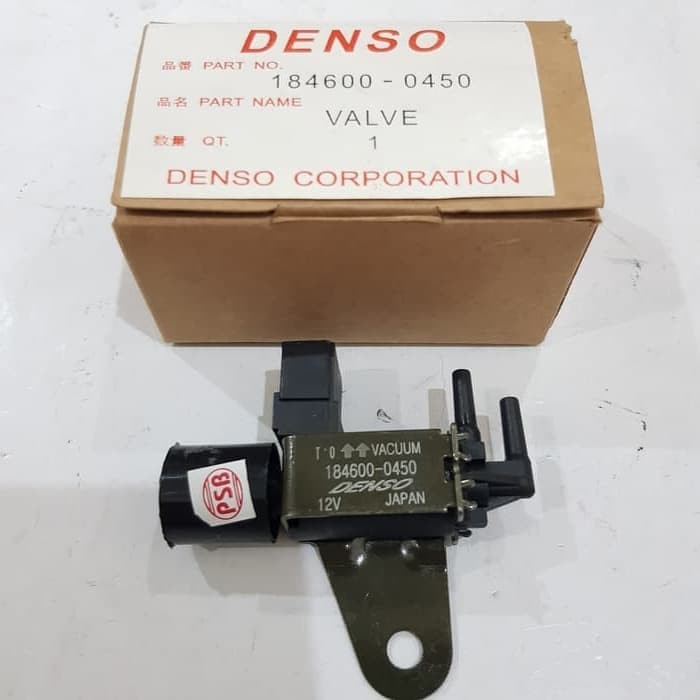 DENSO
品番 PART NO. 184600-0450
品名 PART NAME VALVE
数量 QT. 1
DENSO CORPORATION
I'O ⇧⇧ VACUUM
184600-0450
DENSO
12V JAPAN
PSB